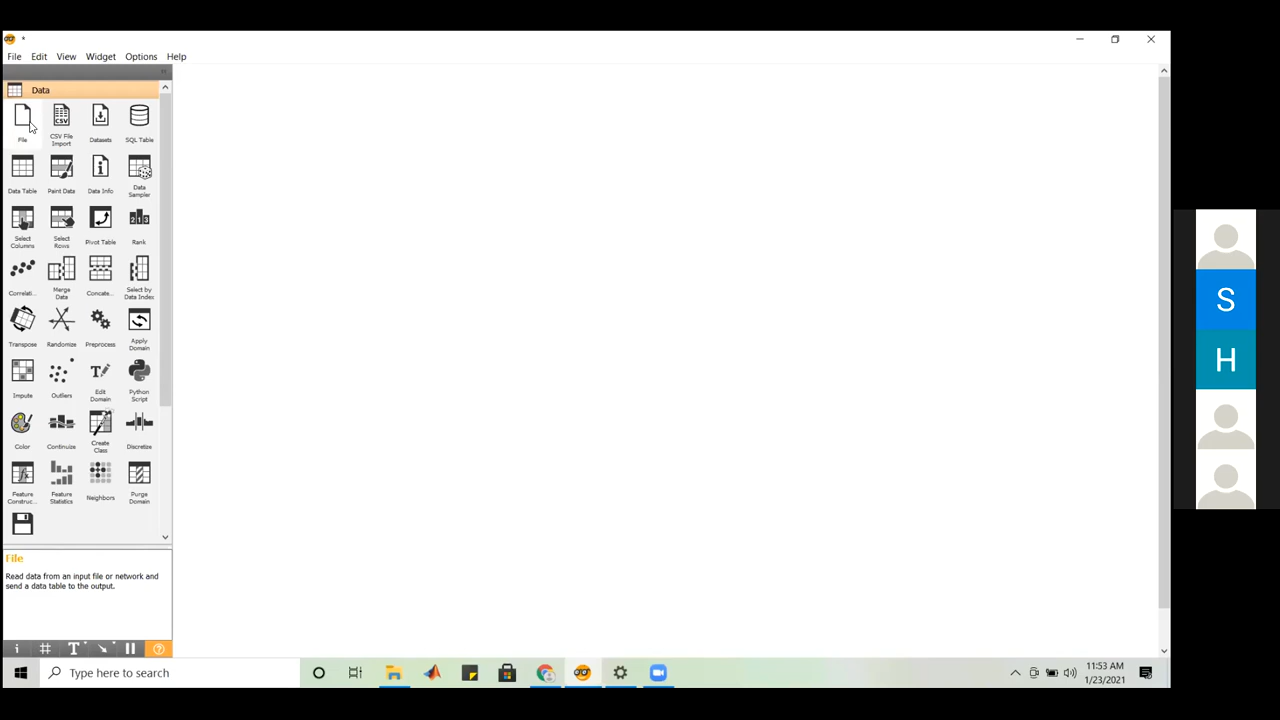 *
File Edit View Widget Options Help
Data
File CSV File Import Datasets SQL Table
Data Table Paint Data Data Info Data Sampler
Select Columns Select Rows Pivot Table Rank
Correlati... Merge Data Concate... Select by Data Index
Transpose Randomize Preprocess Apply Domain
Impute Outliers Edit Domain Python Script
Color Continuize Create Class Discretize
Feature Construc... Feature Statistics Neighbors Purge Domain
File
Read data from an input file or network and
send a data table to the output.
S
H
Type here to search
11:53 AM
1/23/2021